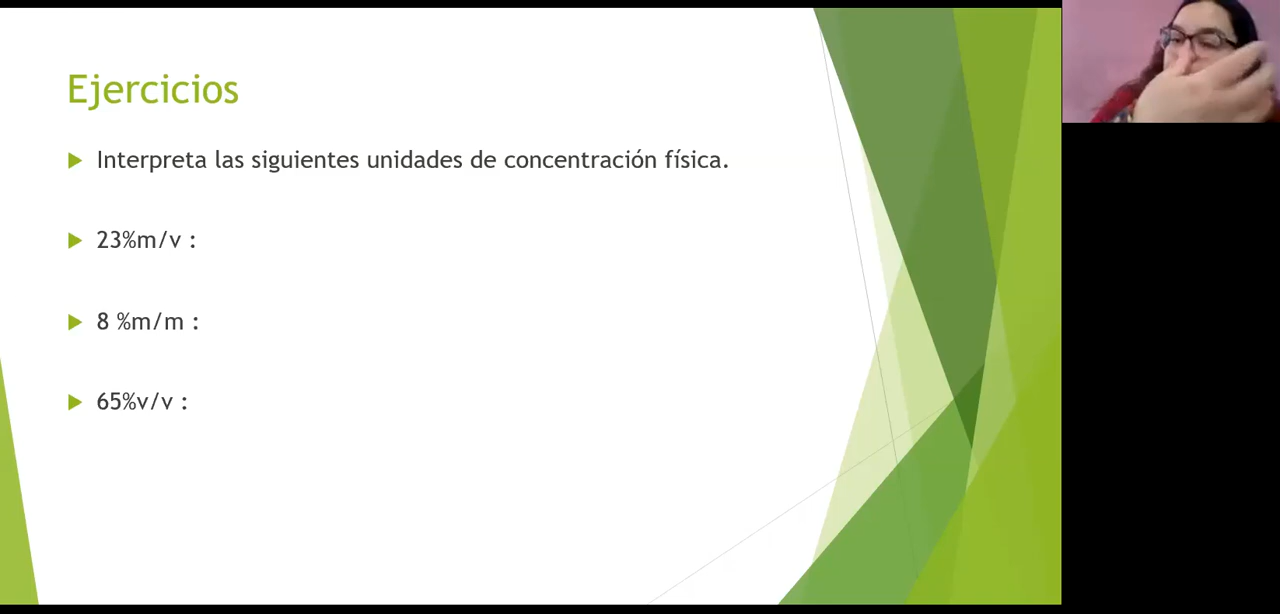 Ejercicios
Interpreta las siguientes unidades de concentración física.
23%m/v :
8 %m/m :
65%v/v :